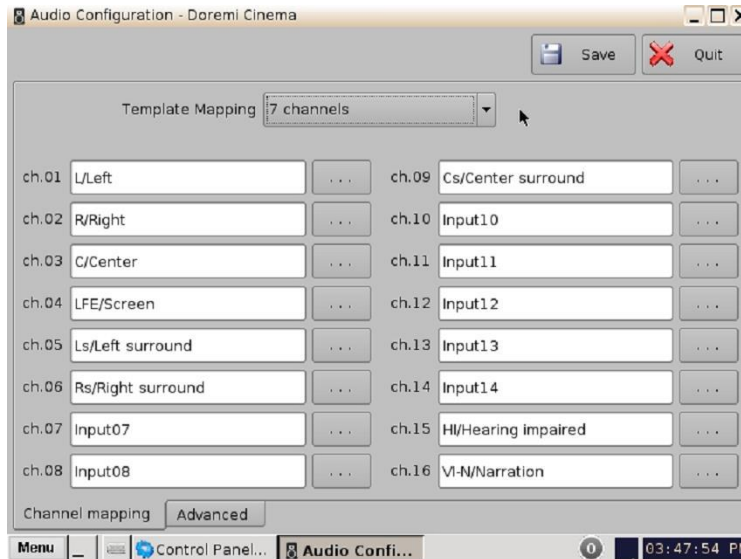 Audio Configuration - Doremi Cinema
Save
Quit
Template Mapping 7 channels
ch.01 L/Left ... ch.09 Cs/Center surround ...
ch.02 R/Right ... ch.10 Input10 ...
ch.03 C/Center ... ch.11 Input11 ...
ch.04 LFE/Screen ... ch.12 Input12 ...
ch.05 Ls/Left surround ... ch.13 Input13 ...
ch.06 Rs/Right surround ... ch.14 Input14 ...
ch.07 Input07 ... ch.15 HI/Hearing impaired ...
ch.08 Input08 ... ch.16 VI-N/Narration ...
Channel mapping Advanced
Menu _ Control Panel... Audio Confi... 0 03:47:54